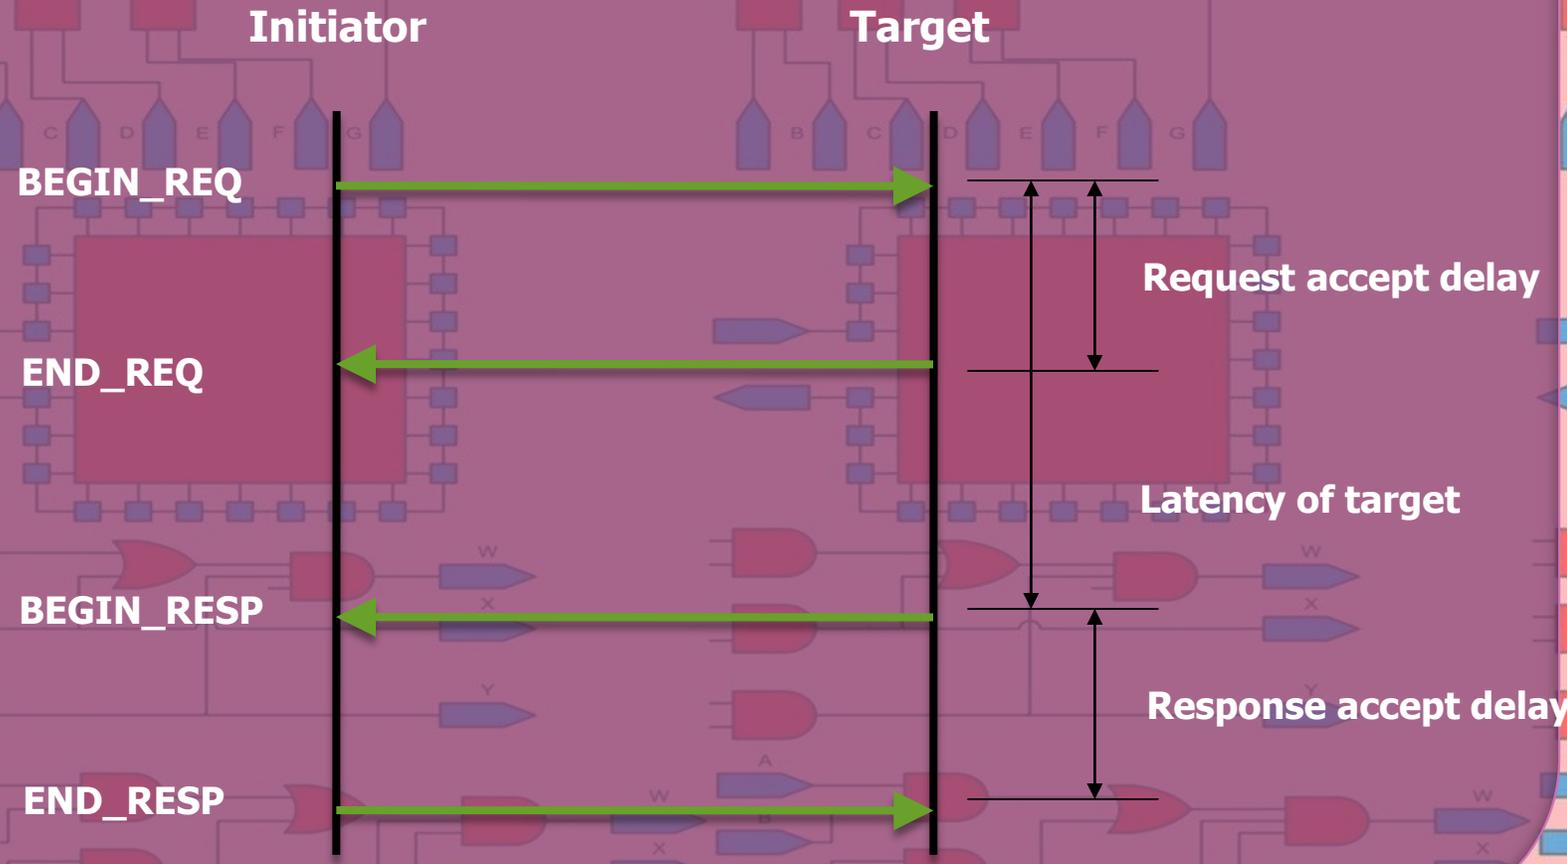 Initiator
Target
C D E F G
B C D E F G
BEGIN_REQ
Request accept delay
END_REQ
Latency of target
W
W
BEGIN_RESP
X
X
Y
Y
Response accept delay
A
END_RESP
W
B
W
X
X